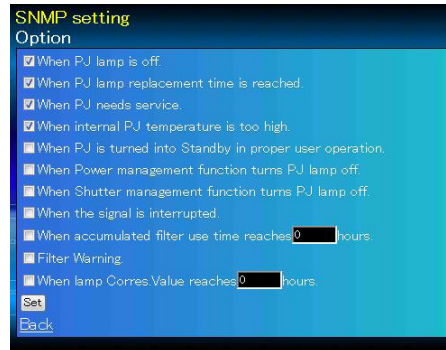 SNMP setting
Option
When PJ lamp is off.
When PJ lamp replacement time is reached.
When PJ needs service.
When internal PJ temperature is too high.
When PJ is turned into Standby in proper user operation.
When Power management function turns PJ lamp off.
When Shutter management function turns PJ lamp off.
When the signal is interrupted.
When accumulated filter use time reaches 0 hours.
Filter Warning.
When lamp Corres.Value reaches 0 hours.
Set
Back